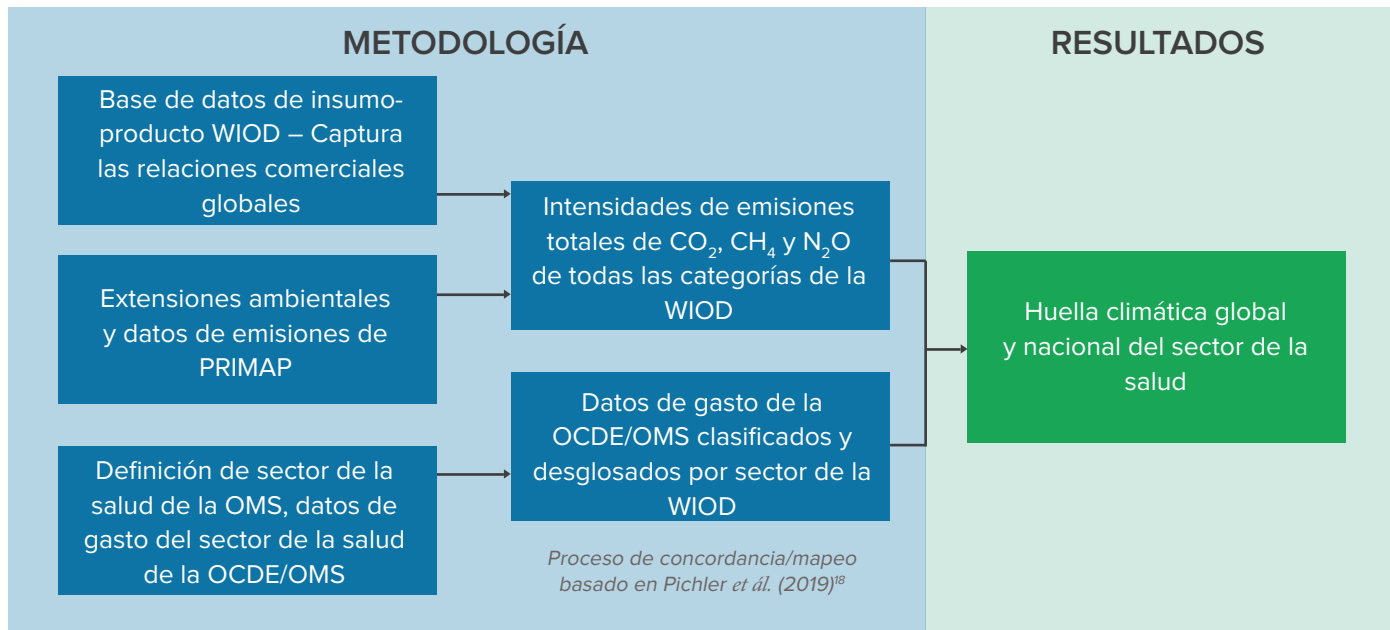 METODOLOGÍA
Base de datos de insumo-
producto WIOD – Captura
las relaciones comerciales
globales
Extensiones ambientales
y datos de emisiones de
PRIMAP
Definición de sector de la
salud de la OMS, datos de
gasto del sector de la salud
de la OCDE/OMS
Intensidades de emisiones
totales de CO₂, CH₄ y N₂O
de todas las categorías de la
WIOD
Datos de gasto de la
OCDE/OMS clasificados y
desglosados por sector de la
WIOD
Proceso de concordancia/mapeo
basado en Pichler et ál. (2019)¹⁸
RESULTADOS
Huella climática global
y nacional del sector de la
salud